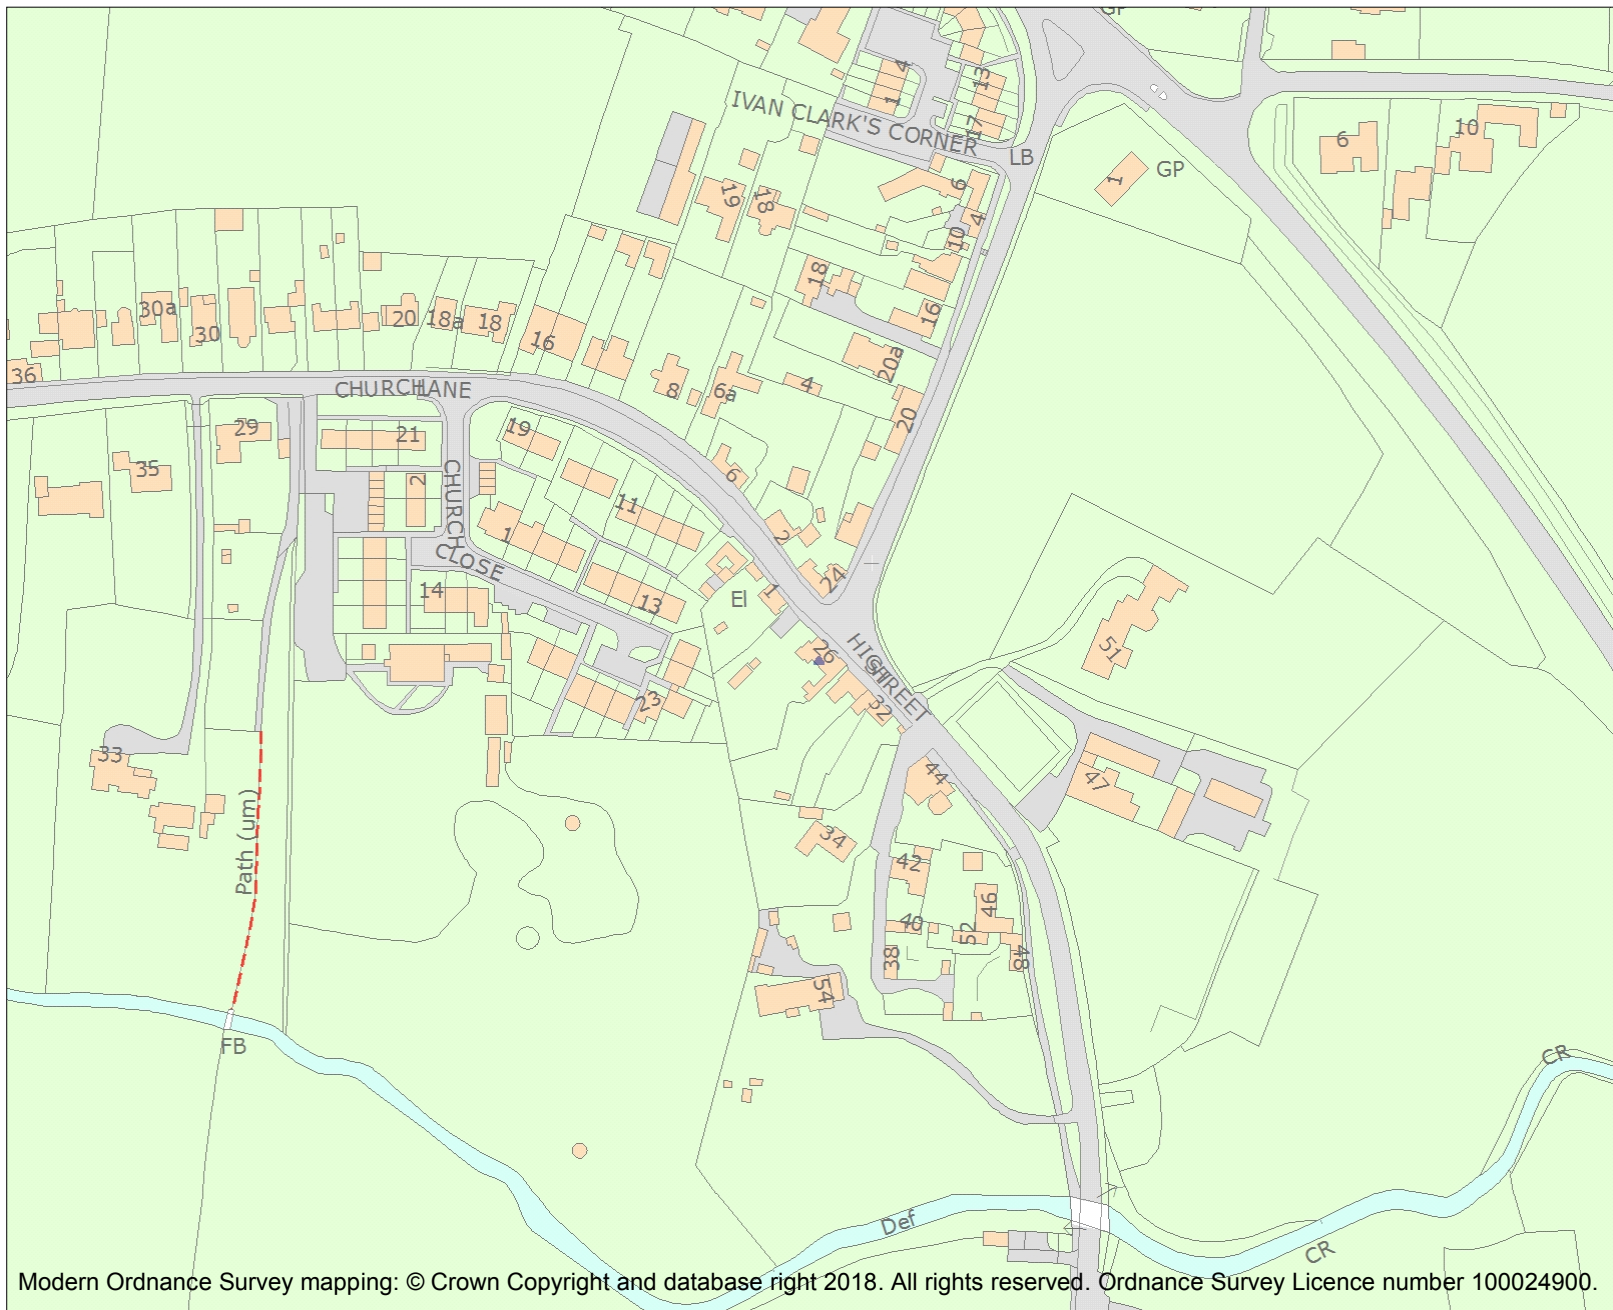 GP
4
1
13
17
IVAN CLARK'S CORNER
LB
GP
1
6
10
19
18
6
4
10
18
16
20a
20
30a
30
20
18a
18
16
8
6a
4
36
CHURCH LANE
29
35
21
2
19
11
6
2
CHURCH
CLOSE
1
14
13
El
1
24
26
HIGH STREET
32
51
23
33
44
47
Path (um)
34
42
40
46
52
38
48
54
FB
CR
Def
CR
Modern Ordnance Survey mapping: © Crown Copyright and database right 2018. All rights reserved. Ordnance Survey Licence number 100024900.